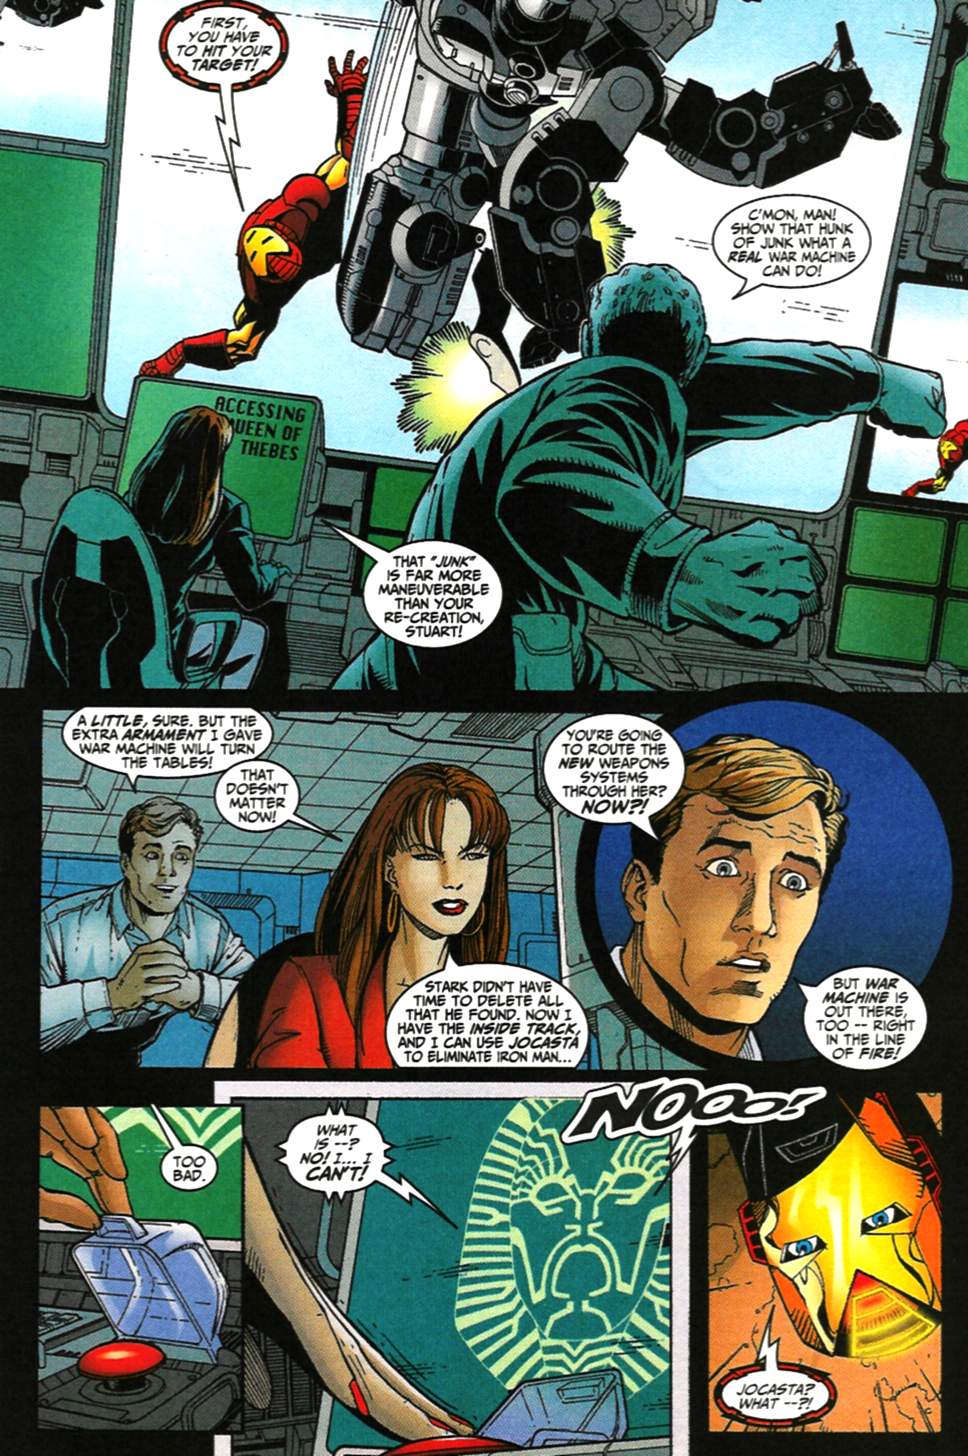 FIRST,
YOU HAVE
TO HIT YOUR
TARGET!
C'MON, MAN!
SHOW THAT HUNK
OF JUNK WHAT A
REAL WAR MACHINE
CAN DO!
ACCESSING
QUEEN OF
THEBES
THAT "JUNK"
IS FAR MORE
MANEUVERABLE
THAN YOUR
RE-CREATION,
STUART!
A LITTLE, SURE. BUT THE
EXTRA ARMAMENT I GAVE
WAR MACHINE WILL TURN
THE TABLES!
THAT
DOESN'T
MATTER
NOW!
STARK DIDN'T HAVE
TIME TO DELETE ALL
THAT HE FOUND. NOW I
HAVE THE INSIDE TRACK,
AND I CAN USE JOCASTA
TO ELIMINATE IRON MAN...
YOU'RE GOING
TO ROUTE THE
NEW WEAPONS
SYSTEMS
THROUGH HER?
NOW?!
BUT WAR
MACHINE IS
OUT THERE,
TOO -- RIGHT
IN THE LINE
OF FIRE!
TOO
BAD.
WHAT
IS --?
NO! I... I
CAN'T!
NOOO!
JOCASTA?
WHAT --?!